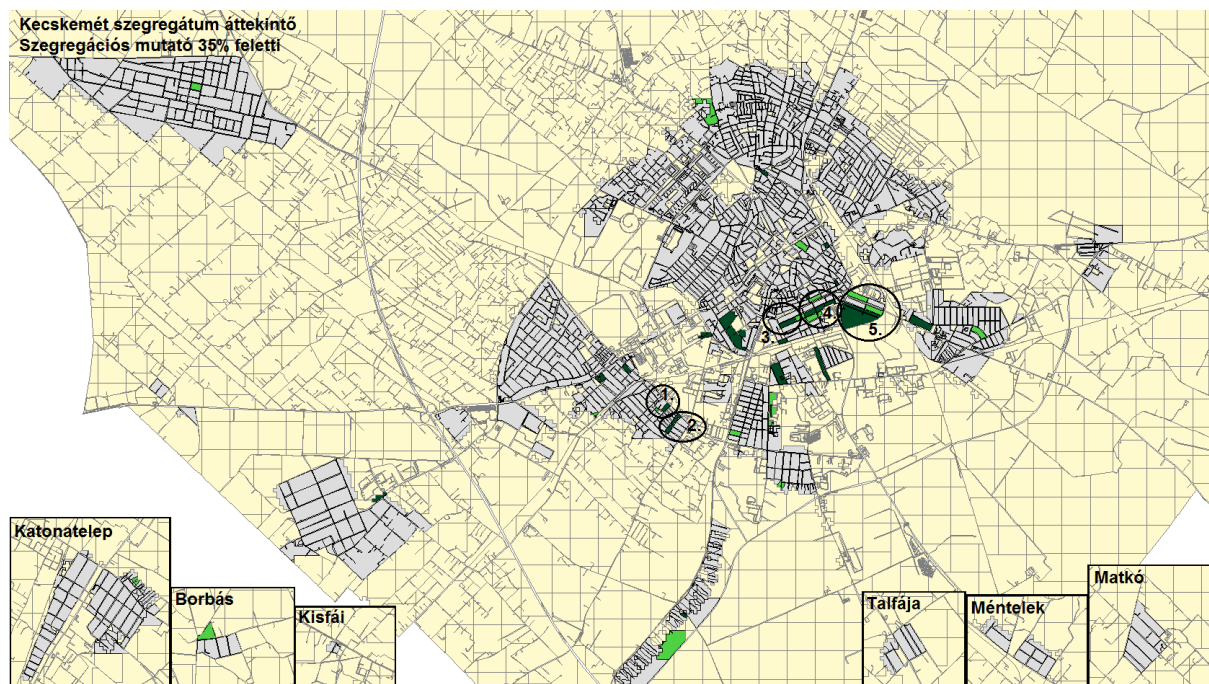 Kecskemét szegregátum áttekintő
Szegregációs mutató 35% feletti
1.
2.
3.
4.
5.
Katonatelep
Borbás
Kisfái
Talfája
Méntelek
Matkó